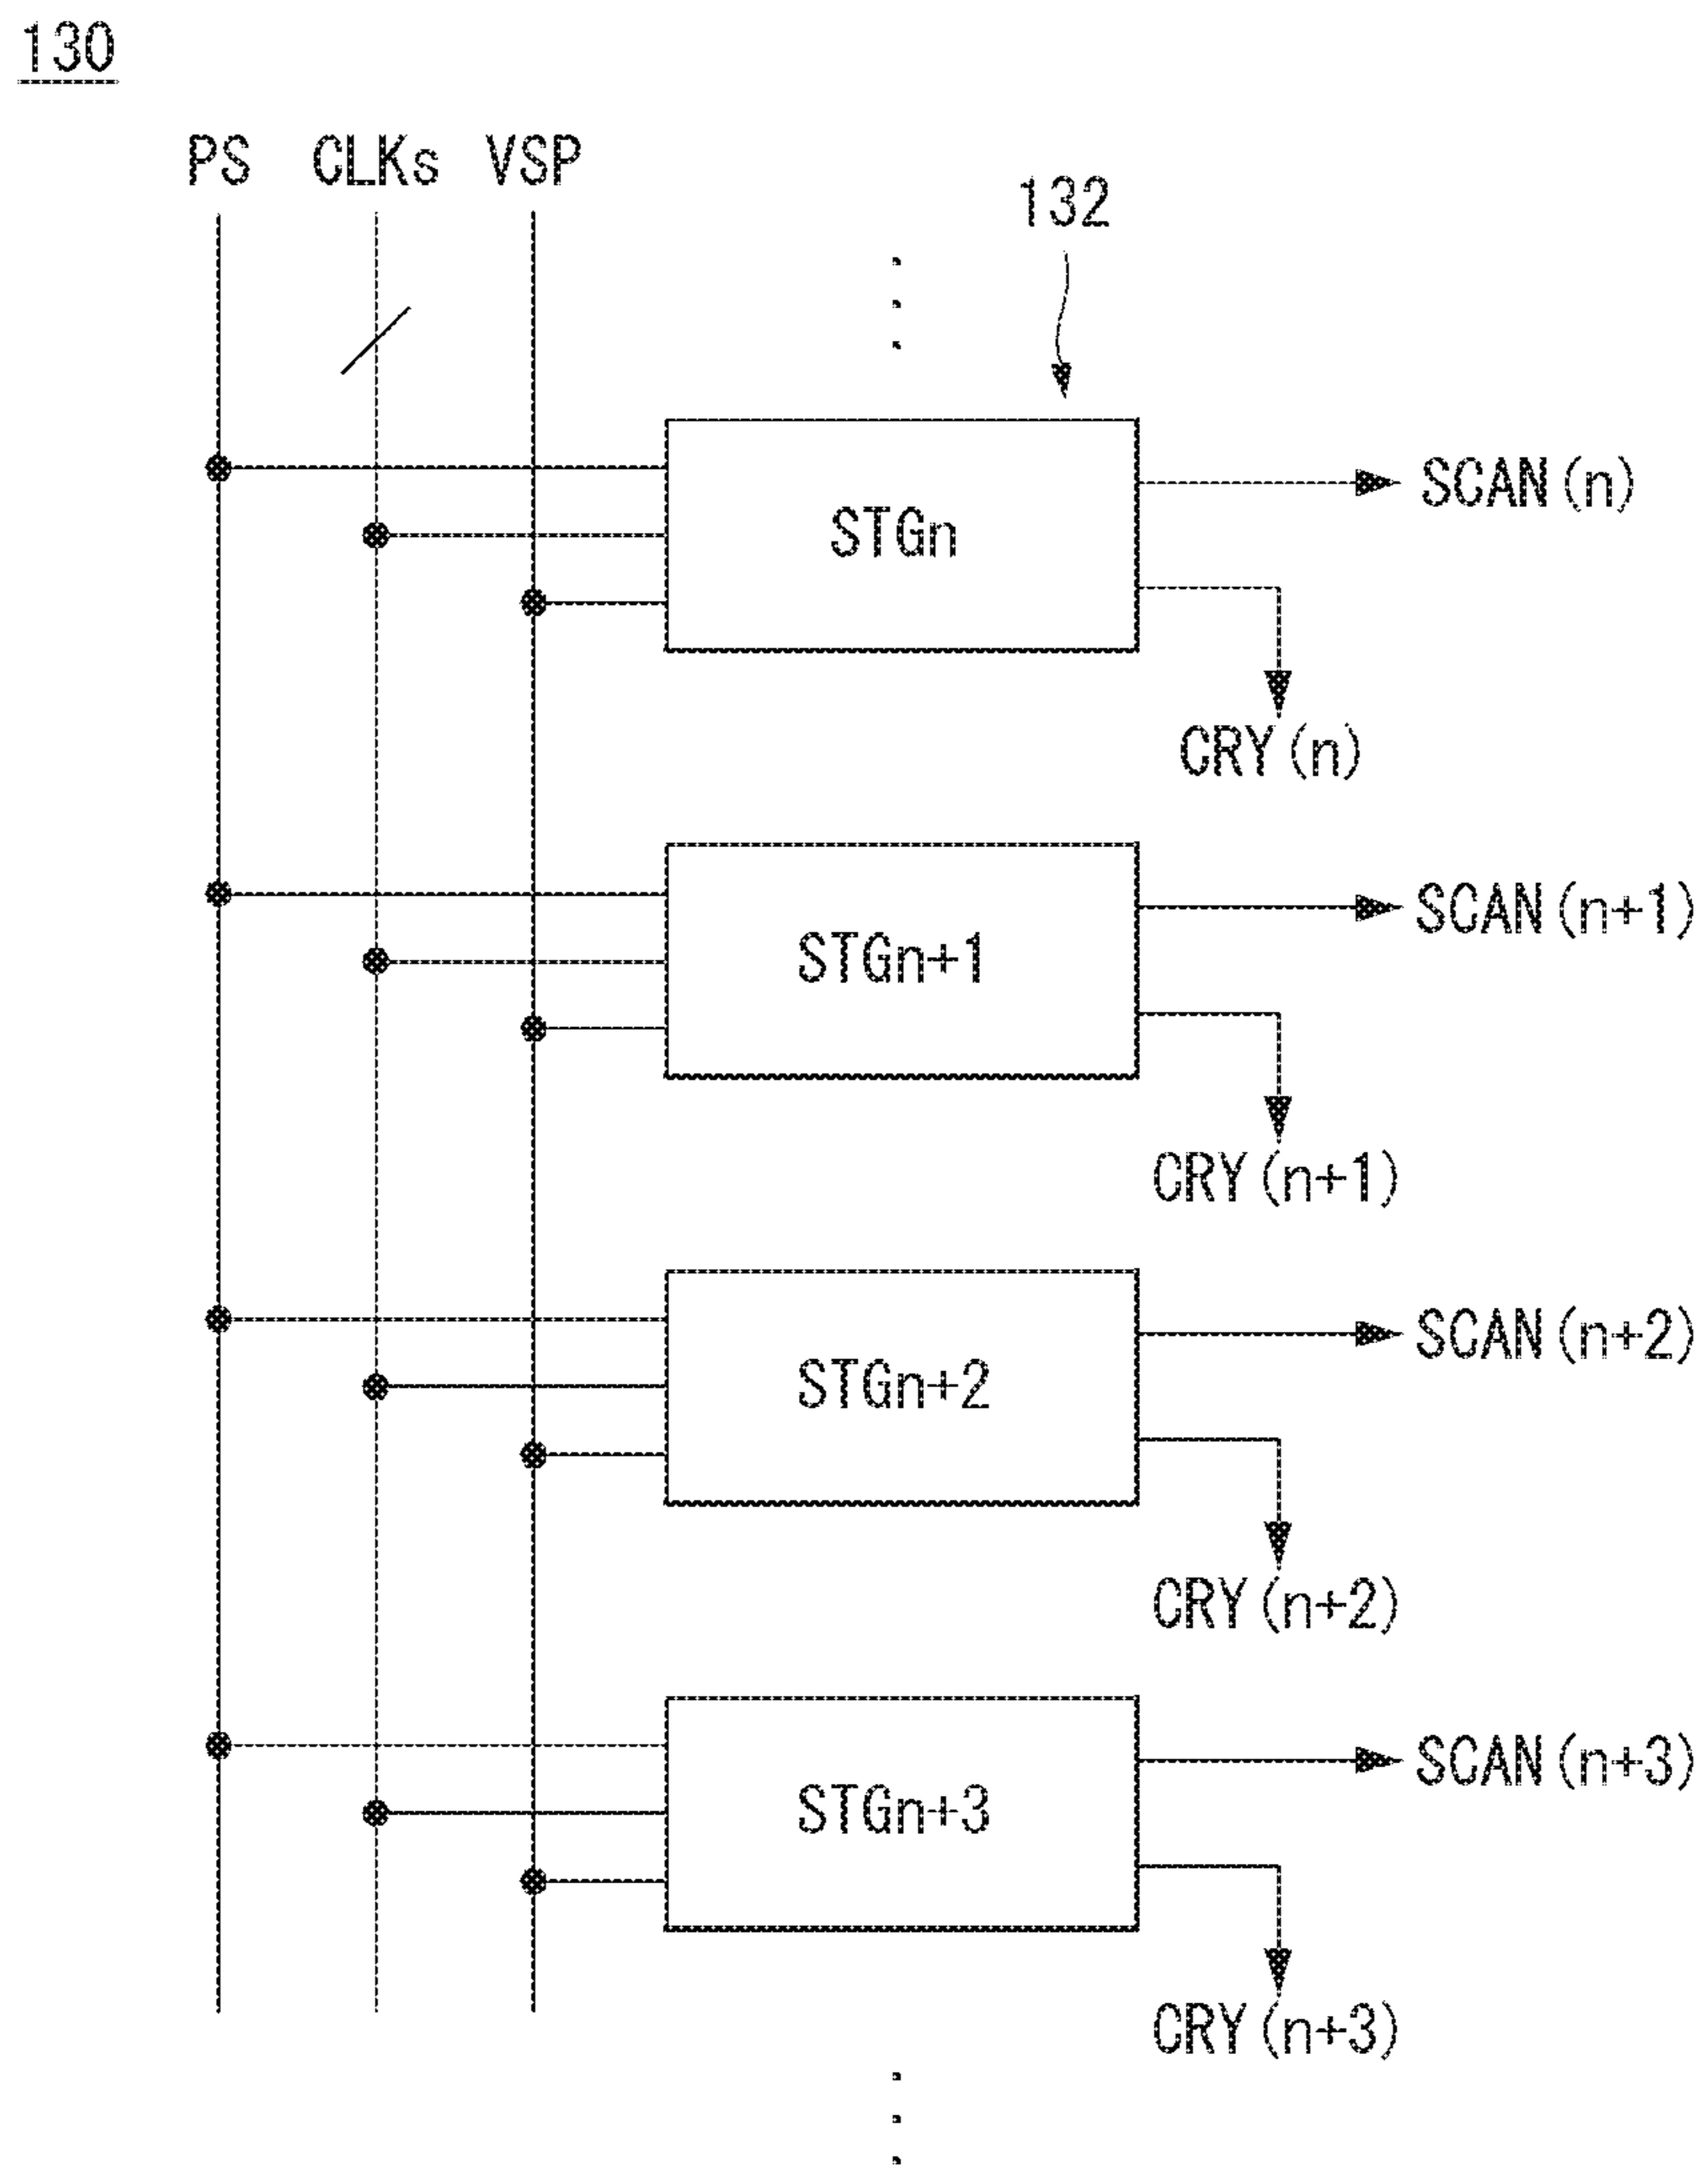 130
PS CLKs VSP
132
STGn
SCAN(n)
CRY(n)
STGn+1
SCAN(n+1)
CRY(n+1)
STGn+2
SCAN(n+2)
CRY(n+2)
STGn+3
SCAN(n+3)
CRY(n+3)